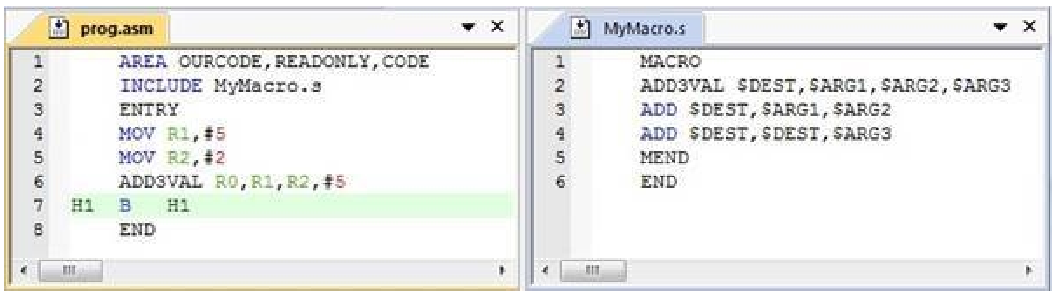 prog.asm
1 AREA OURCODE,READONLY,CODE
2 INCLUDE MyMacro.s
3 ENTRY
4 MOV R1,#5
5 MOV R2,#2
6 ADD3VAL R0,R1,R2,#5
7 H1 B H1
8 END
MyMacro.s
1 MACRO
2 ADD3VAL $DEST,$ARG1,$ARG2,$ARG3
3 ADD $DEST,$ARG1,$ARG2
4 ADD $DEST,$DEST,$ARG3
5 MEND
6 END